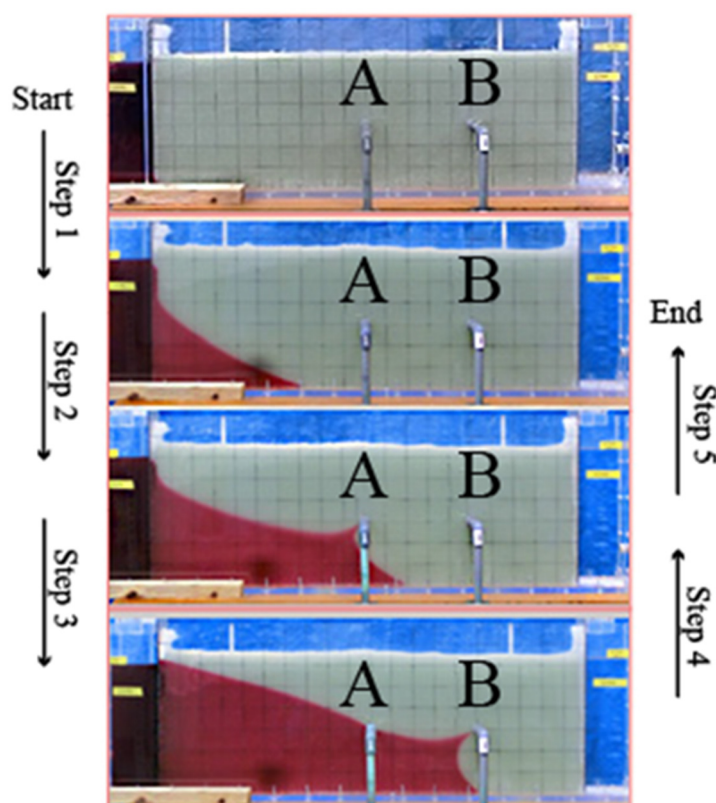 Start
Step 1
Step 2
Step 3
A B
A B
A B
A B
End
Step 5
Step 4